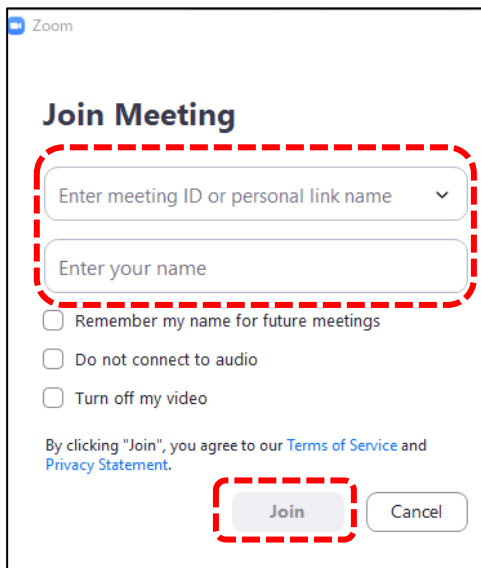 Zoom
Join Meeting
Enter meeting ID or personal link name
Enter your name
Remember my name for future meetings
Do not connect to audio
Turn off my video
By clicking "Join", you agree to our Terms of Service and
Privacy Statement.
Join Cancel